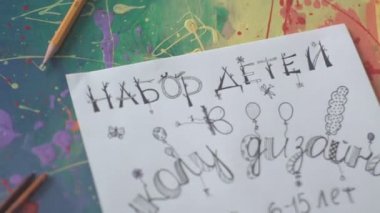 НАБОР ДЕТЕЙ
в
школу дизайна
6-15 лет